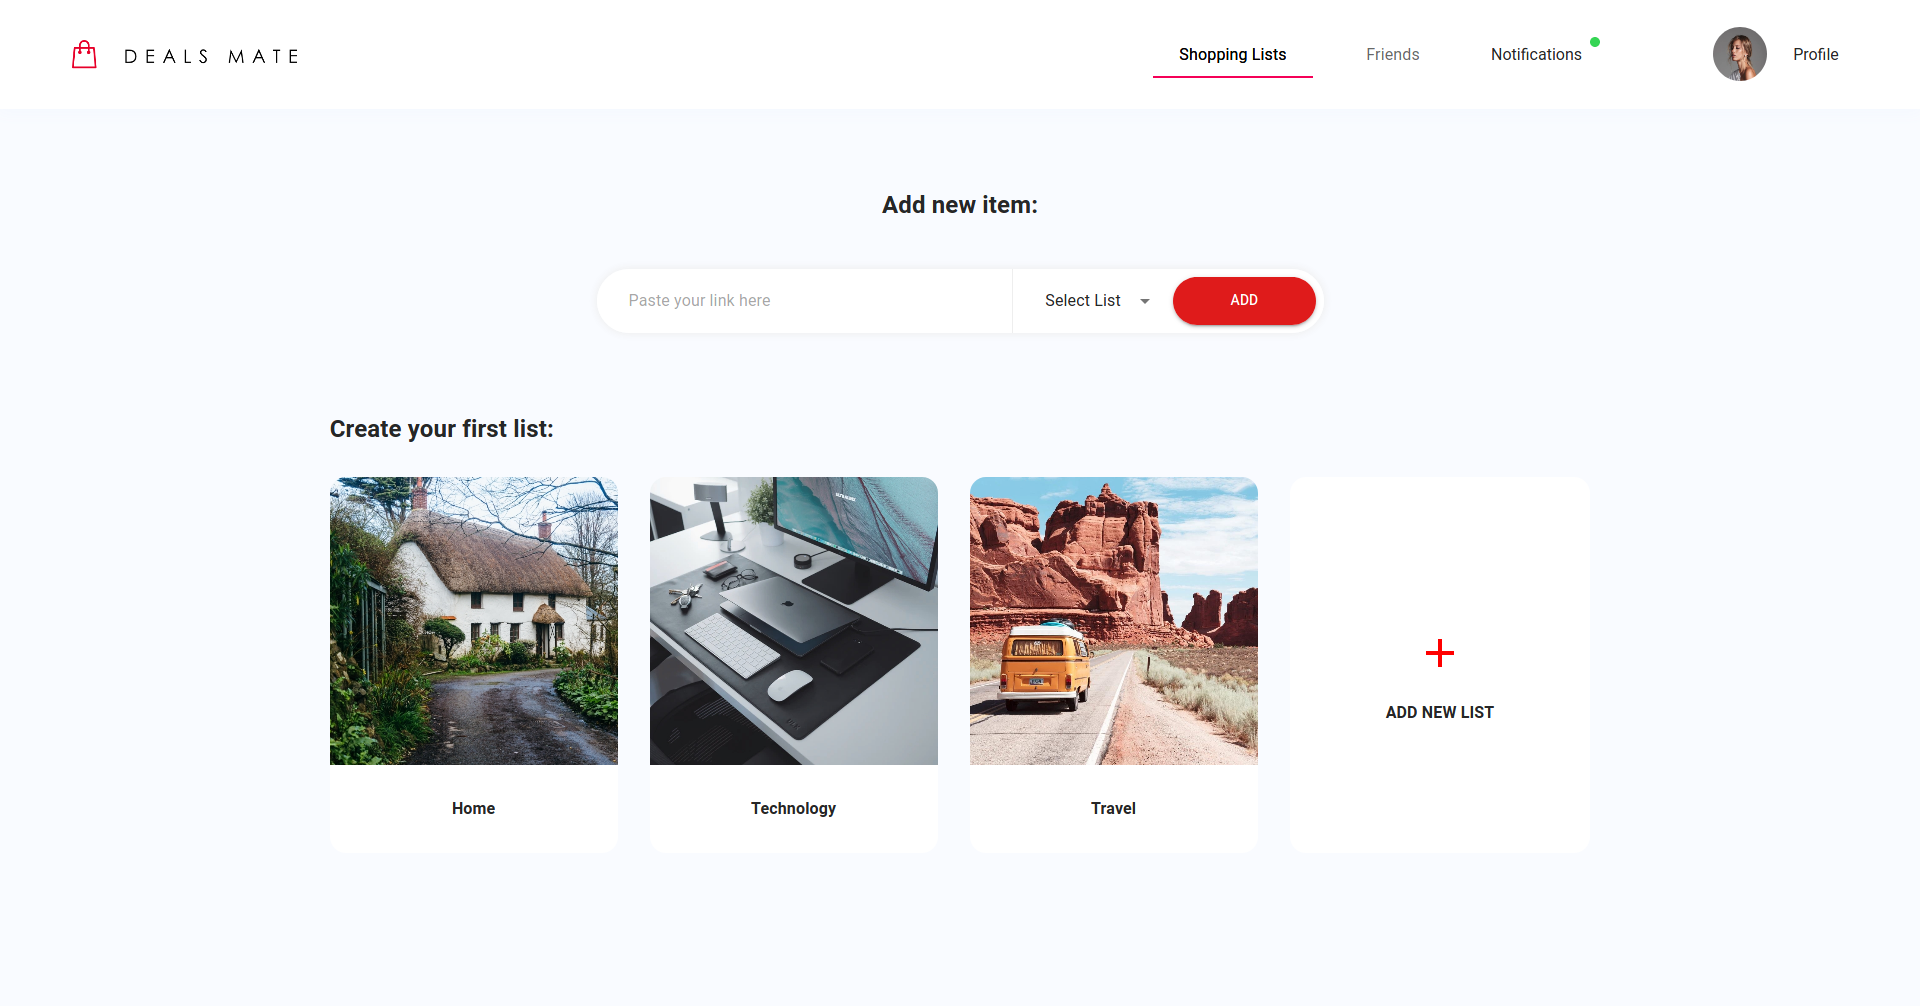 DEALS MATE
Shopping Lists
Friends
Notifications
Profile
Add new item:
Paste your link here
Select List
ADD
Create your first list:
Home
Technology
Travel
ADD NEW LIST